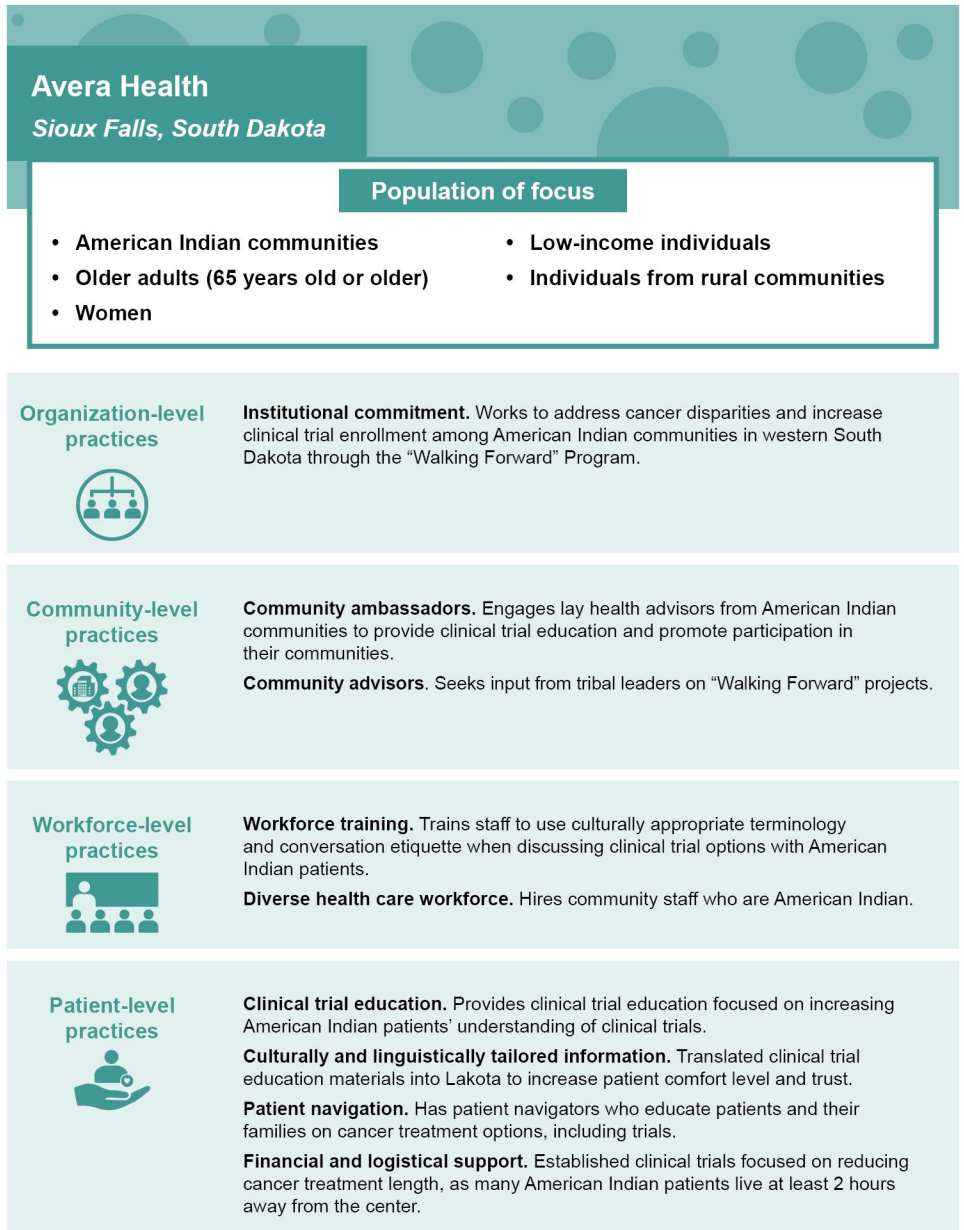 Avera Health
Sioux Falls, South Dakota
Population of focus
• American Indian communities
• Older adults (65 years old or older)
• Women
• Low-income individuals
• Individuals from rural communities
Organization-level
practices
Institutional commitment. Works to address cancer disparities and increase
clinical trial enrollment among American Indian communities in western South
Dakota through the “Walking Forward” Program.
Community-level
practices
Community ambassadors. Engages lay health advisors from American Indian
communities to provide clinical trial education and promote participation in
their communities.
Community advisors. Seeks input from tribal leaders on “Walking Forward” projects.
Workforce-level
practices
Workforce training. Trains staff to use culturally appropriate terminology
and conversation etiquette when discussing clinical trial options with American
Indian patients.
Diverse health care workforce. Hires community staff who are American Indian.
Patient-level
practices
Clinical trial education. Provides clinical trial education focused on increasing
American Indian patients’ understanding of clinical trials.
Culturally and linguistically tailored information. Translated clinical trial
education materials into Lakota to increase patient comfort level and trust.
Patient navigation. Has patient navigators who educate patients and their
families on cancer treatment options, including trials.
Financial and logistical support. Established clinical trials focused on reducing
cancer treatment length, as many American Indian patients live at least 2 hours
away from the center.